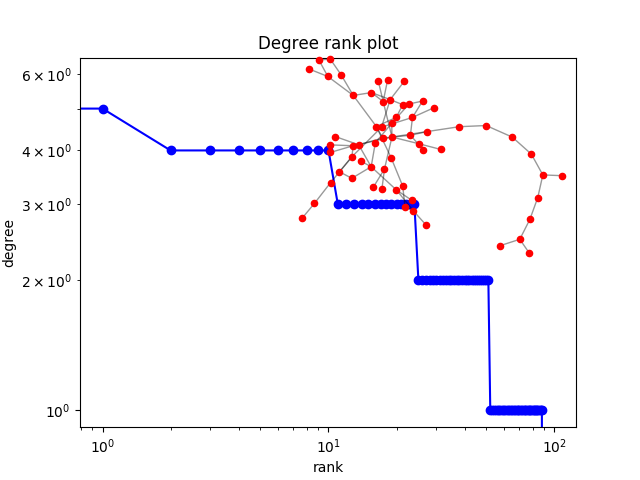 Degree rank plot
degree
6 × 10⁰
4 × 10⁰
3 × 10⁰
2 × 10⁰
10⁰
10⁰ 10¹ 10²
rank